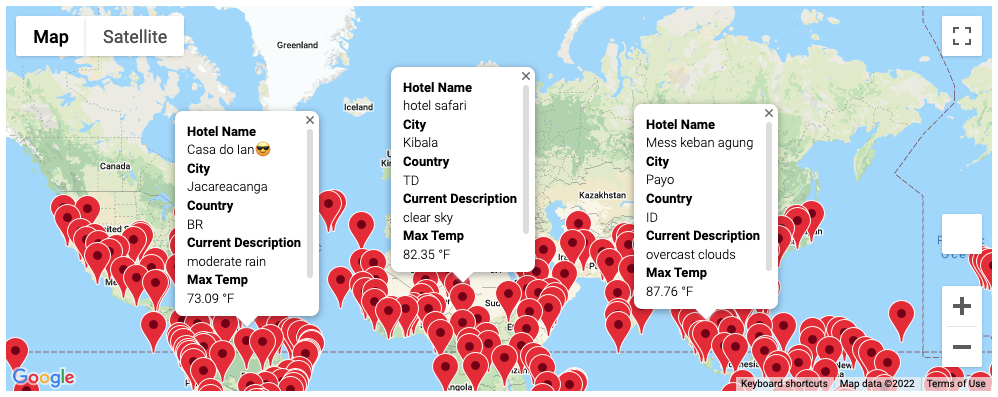 Map
Satellite
Greenland
Iceland
Canada
Kazakhstan
Hotel Name
Casa do Ian😎
City
Jacareacanga
Country
BR
Current Description
moderate rain
Max Temp
73.09 °F
Hotel Name
hotel safari
City
Kibala
Country
TD
Current Description
clear sky
Max Temp
82.35 °F
Hotel Name
Mess keban agung
City
Payo
Country
ID
Current Description
overcast clouds
Max Temp
87.76 °F
Google
Keyboard shortcuts
Map data ©2022
Terms of Use